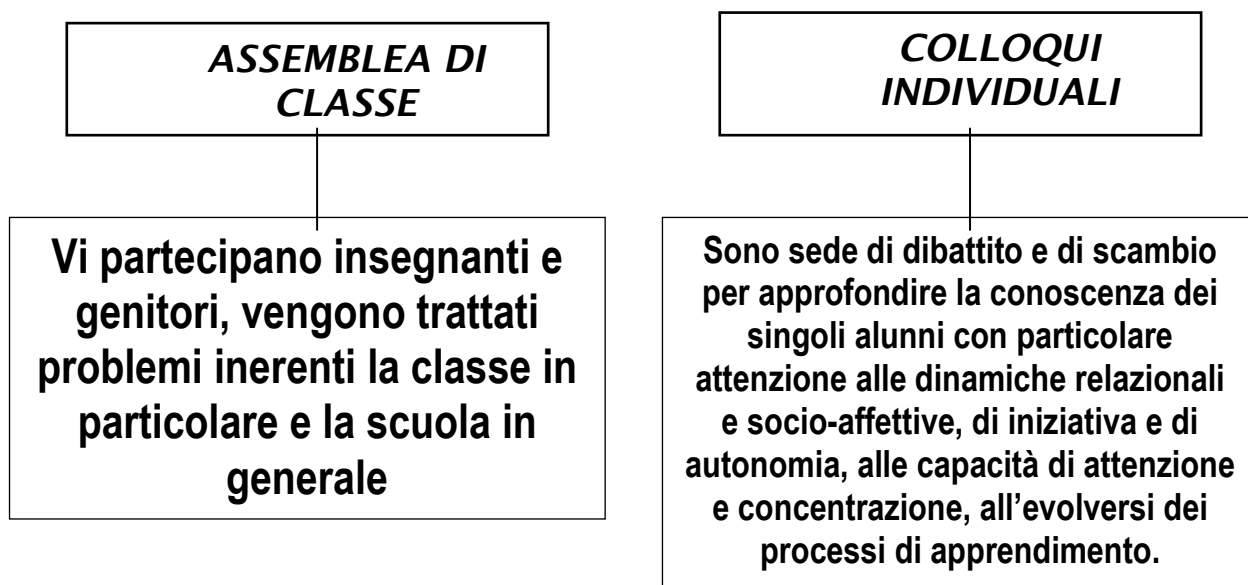 ASSEMBLEA DI
CLASSE
Vi partecipano insegnanti e
genitori, vengono trattati
problemi inerenti la classe in
particolare e la scuola in
generale
COLLOQUI
INDIVIDUALI
Sono sede di dibattito e di scambio
per approfondire la conoscenza dei
singoli alunni con particolare
attenzione alle dinamiche relazionali
e socio-affettive, di iniziativa e di
autonomia, alle capacità di attenzione
e concentrazione, all’evolversi dei
processi di apprendimento.